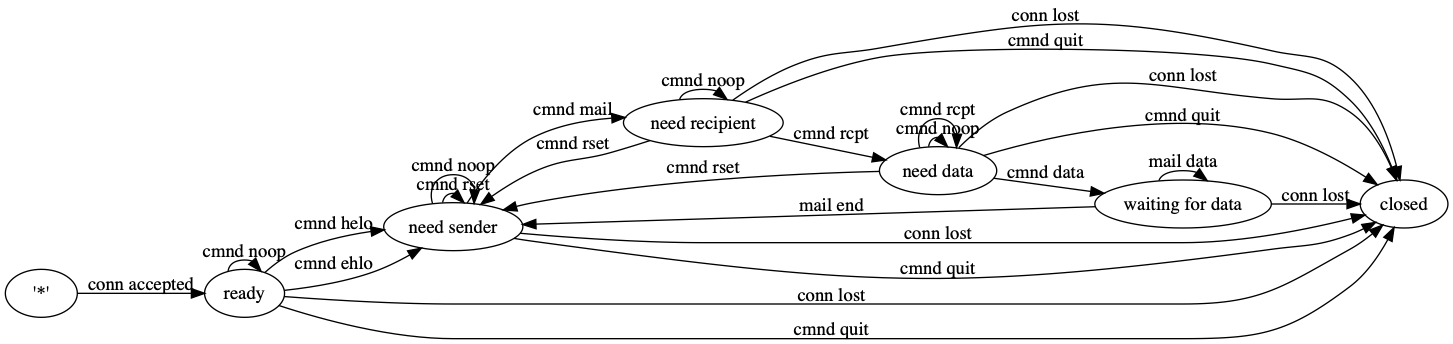 conn lost
cmnd quit
cmnd noop
conn lost
cmnd mail
need recipient
cmnd rcpt
cmnd noop
cmnd quit
cmnd rcpt
cmnd rset
mail data
cmnd noop
cmnd rset
cmnd rset
need data
cmnd data
conn lost
mail end
waiting for data
closed
cmnd helo
need sender
conn lost
cmnd noop
cmnd ehlo
cmnd quit
'*'
conn accepted
ready
conn lost
cmnd quit